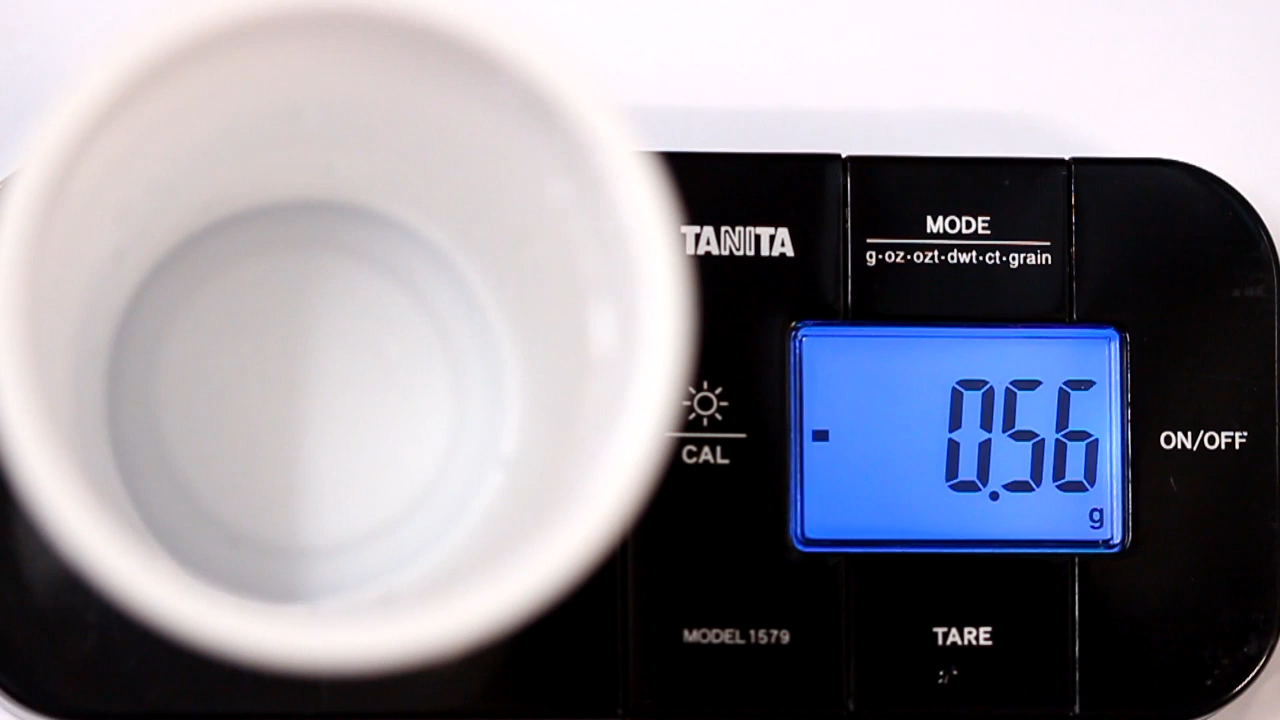 TANITA
MODE
g·oz·ozt·dwt·ct·grain
- 0.56
g
CAL
ON/OFF
MODEL 1579
TARE